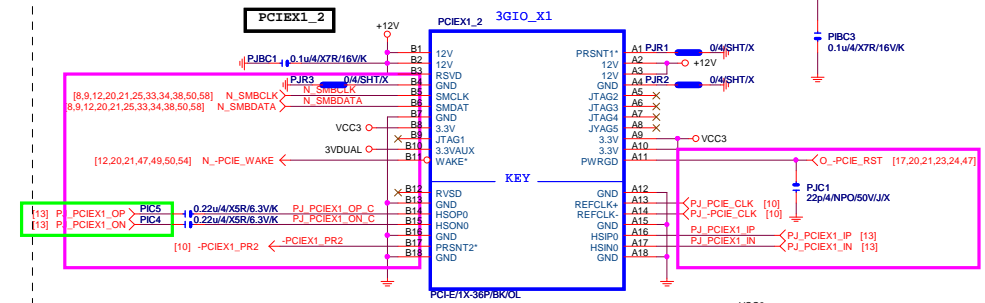 PCIEX1_2
PCIEX1_2
3GIO_X1
+12V
PJBC1
0.1u/4/X7R/16V/K
PJR3
0/4/SHT/X
N_SMBCLK
[8,9,12,20,21,25,33,34,38,50,58] N_SMBCLK
N_SMBDATA
[8,9,12,20,21,25,33,34,38,50,58] N_SMBDATA
VCC3
3VDUAL
[12,20,21,47,49,50,54] N_-PCIE_WAKE
[13] PJ_PCIEX1_OP
PIC5
0.22u/4/X5R/6.3V/K
PJ_PCIEX1_OP_C
[13] PJ_PCIEX1_ON
PIC4
0.22u/4/X5R/6.3V/K
PJ_PCIEX1_ON_C
[10] -PCIEX1_PR2
-PCIEX1_PR2
B1 12V
B2 12V
B3 RSVD
B4 GND
B5 SMCLK
B6 SMDAT
B7 GND
B8 3.3V
B9 JTAG1
B10 3.3VAUX
B11 WAKE*
KEY
B12 RVSD
B13 GND
B14 HSOP0
B15 HSON0
B16 GND
B17 PRSNT2*
B18 GND
PRSNT1* A1
12V A2
12V A3
GND A4
JTAG2 A5
JTAG3 A6
JTAG4 A7
JYAG5 A8
3.3V A9
3.3V A10
PWRGD A11
GND A12
REFCLK+ A13
REFCLK- A14
GND A15
HSIP0 A16
HSIN0 A17
GND A18
PCI-E/1X-36P/BK/OL
PJR1
0/4/SHT/X
+12V
PJR2
0/4/SHT/X
VCC3
O_-PCIE_RST [17,20,21,23,24,47]
PJC1
22p/4/NPO/50V/J/X
PJ_PCIE_CLK [10]
PJ_-PCIE_CLK [10]
PJ_PCIEX1_IP
PJ_PCIEX1_IP [13]
PJ_PCIEX1_IN
PJ_PCIEX1_IN [13]
PIBC3
0.1u/4/X7R/16V/K